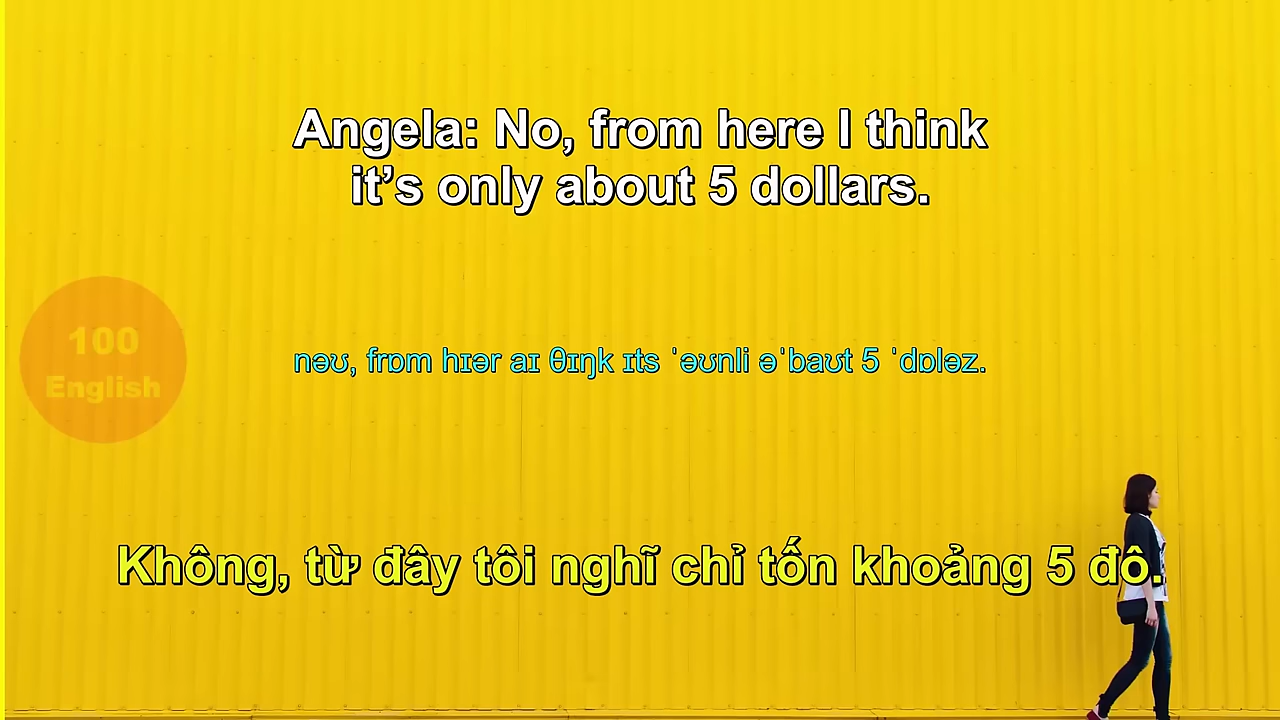 Angela: No, from here I think
it’s only about 5 dollars.
100
English
nəʊ, frɒm hɪər aɪ θɪŋk ɪts ˈəʊnli əˈbaʊt 5 ˈdɒləz.
Không, từ đây tôi nghĩ chỉ tốn khoảng 5 đô.